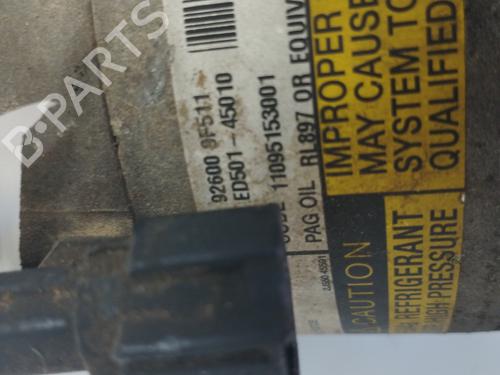 92600 9F511
ED501-45010
CODE 11095153001
PAG OIL RL897 OR EQUIV
IMPROPER
MAY CAUSE
SYSTEM TO
QUALIFIED
CAUTION
REFRIGERANT
HIGH PRESSURE
B-PARTS